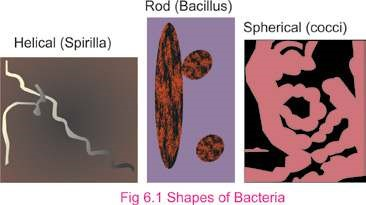 Helical (Spirilla)
Rod (Bacillus)
Spherical (cocci)
Fig 6.1 Shapes of Bacteria